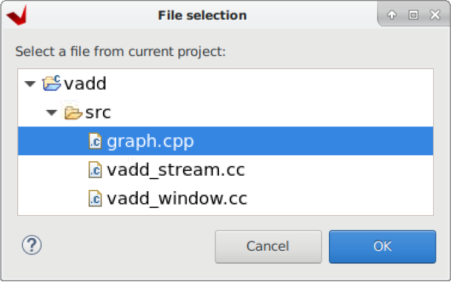 File selection
Select a file from current project:
vadd
src
graph.cpp
vadd_stream.cc
vadd_window.cc
Cancel
OK